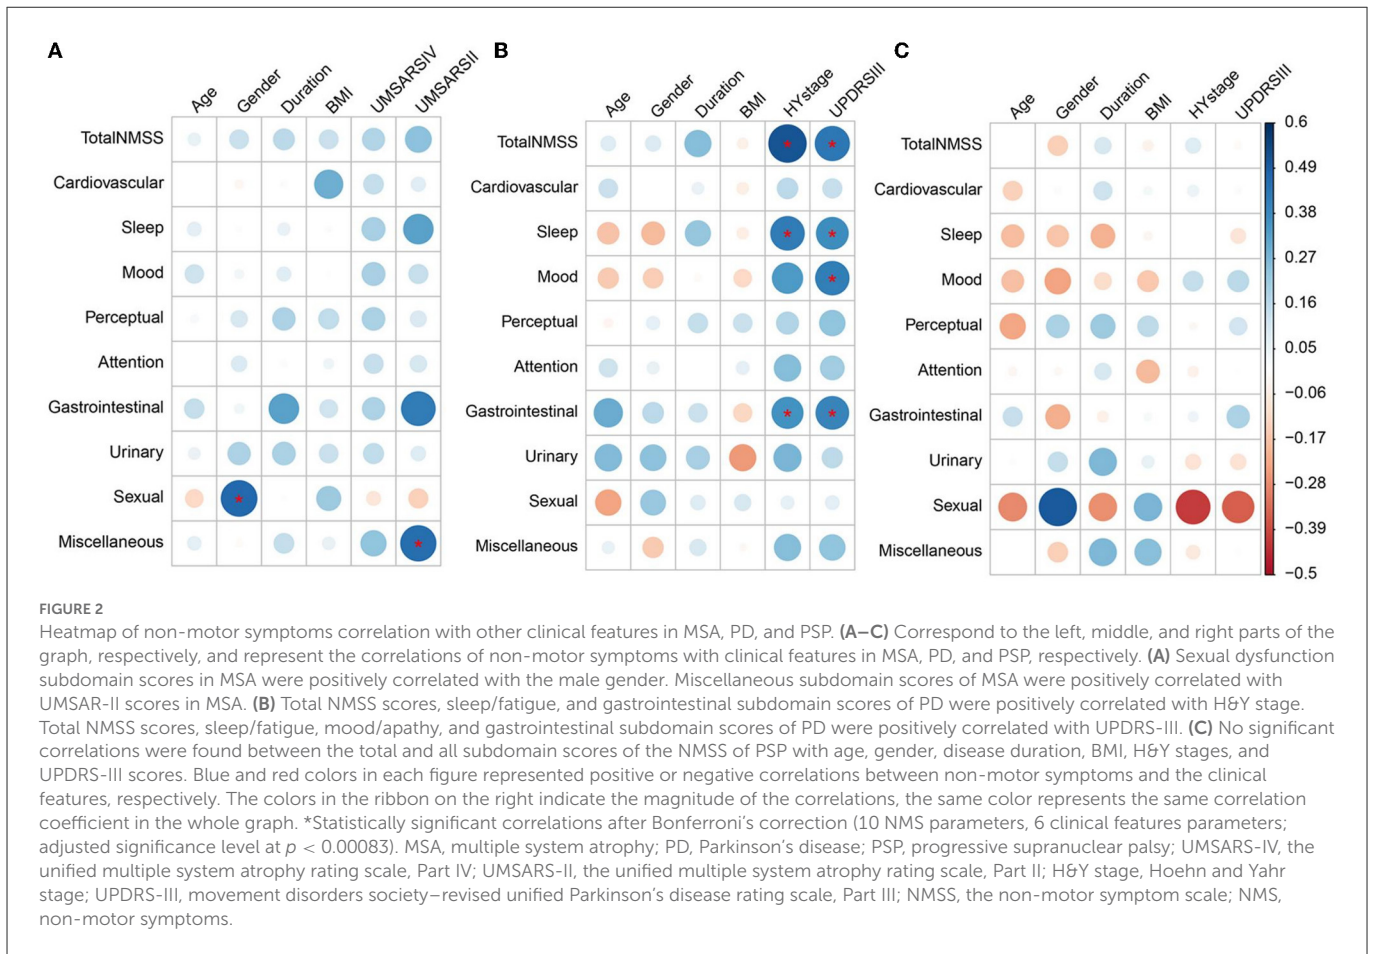 A
Age
Gender
Duration
BMI
UMSARSIV
UMSARSII
TotalNMSS
Cardiovascular
Sleep
Mood
Perceptual
Attention
Gastrointestinal
Urinary
Sexual
*
Miscellaneous
*
B
Age
Gender
Duration
BMI
HYstage
UPDRSIII
TotalNMSS
* *
Cardiovascular
Sleep
* *
Mood
*
Perceptual
Attention
Gastrointestinal
* *
Urinary
Sexual
Miscellaneous
C
Age
Gender
Duration
BMI
HYstage
UPDRSIII
TotalNMSS
Cardiovascular
Sleep
Mood
Perceptual
Attention
Gastrointestinal
Urinary
Sexual
Miscellaneous
0.6
0.49
0.38
0.27
0.16
0.05
−0.06
−0.17
−0.28
−0.39
−0.5
FIGURE 2
Heatmap of non-motor symptoms correlation with other clinical features in MSA, PD, and PSP. (A–C) Correspond to the left, middle, and right parts of the
graph, respectively, and represent the correlations of non-motor symptoms with clinical features in MSA, PD, and PSP, respectively. (A) Sexual dysfunction
subdomain scores in MSA were positively correlated with the male gender. Miscellaneous subdomain scores of MSA were positively correlated with
UMSAR-II scores in MSA. (B) Total NMSS scores, sleep/fatigue, and gastrointestinal subdomain scores of PD were positively correlated with H&Y stage.
Total NMSS scores, sleep/fatigue, mood/apathy, and gastrointestinal subdomain scores of PD were positively correlated with UPDRS-III. (C) No significant
correlations were found between the total and all subdomain scores of the NMSS of PSP with age, gender, disease duration, BMI, H&Y stages, and
UPDRS-III scores. Blue and red colors in each figure represented positive or negative correlations between non-motor symptoms and the clinical
features, respectively. The colors in the ribbon on the right indicate the magnitude of the correlations, the same color represents the same correlation
coefficient in the whole graph. *Statistically significant correlations after Bonferroni’s correction (10 NMS parameters, 6 clinical features parameters;
adjusted significance level at p < 0.00083). MSA, multiple system atrophy; PD, Parkinson’s disease; PSP, progressive supranuclear palsy; UMSARS-IV, the
unified multiple system atrophy rating scale, Part IV; UMSARS-II, the unified multiple system atrophy rating scale, Part II; H&Y stage, Hoehn and Yahr
stage; UPDRS-III, movement disorders society–revised unified Parkinson’s disease rating scale, Part III; NMSS, the non-motor symptom scale; NMS,
non-motor symptoms.